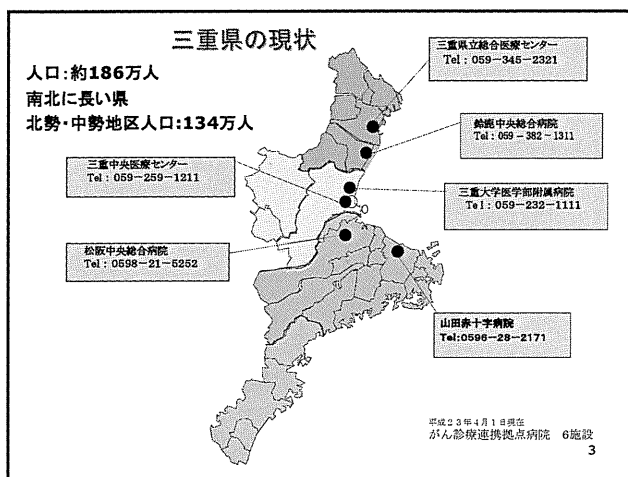 三重県の現状
人口：約186万人
南北に長い県
北勢・中勢地区人口：134万人
三重県立総合医療センター
Tel：059－345－2321
鈴鹿中央総合病院
Tel：059－382－1311
三重中央医療センター
Tel：059－259－1211
三重大学医学部附属病院
Tel：059－232－1111
松阪中央総合病院
Tel：0598－21－5252
山田赤十字病院
Tel:0596－28－2171
平成23年4月1日現在
がん診療連携拠点病院　6施設
3